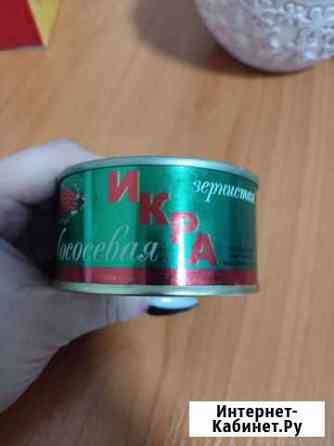 зернистая
ИКРА
лососевая
Интернет-
Кабинет.Ру